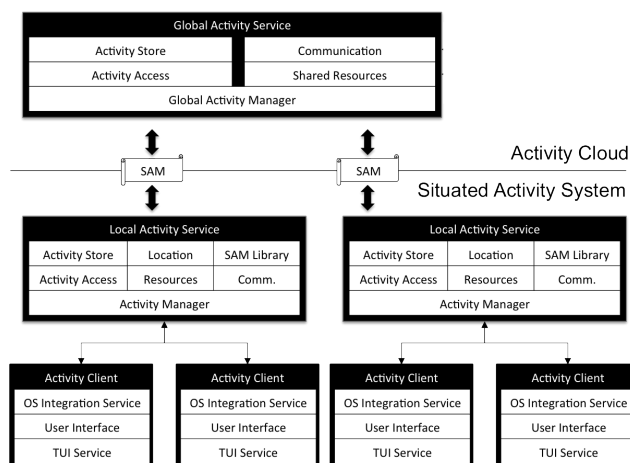 Global Activity Service
Activity Store Communication
Activity Access Shared Resources
Global Activity Manager
Activity Cloud
SAM SAM
Situated Activity System
Local Activity Service Local Activity Service
Activity Store Location SAM Library Activity Store Location SAM Library
Activity Access Resources Comm. Activity Access Resources Comm.
Activity Manager Activity Manager
Activity Client Activity Client Activity Client Activity Client
OS Integration Service OS Integration Service OS Integration Service OS Integration Service
User Interface User Interface User Interface User Interface
TUI Service TUI Service TUI Service TUI Service